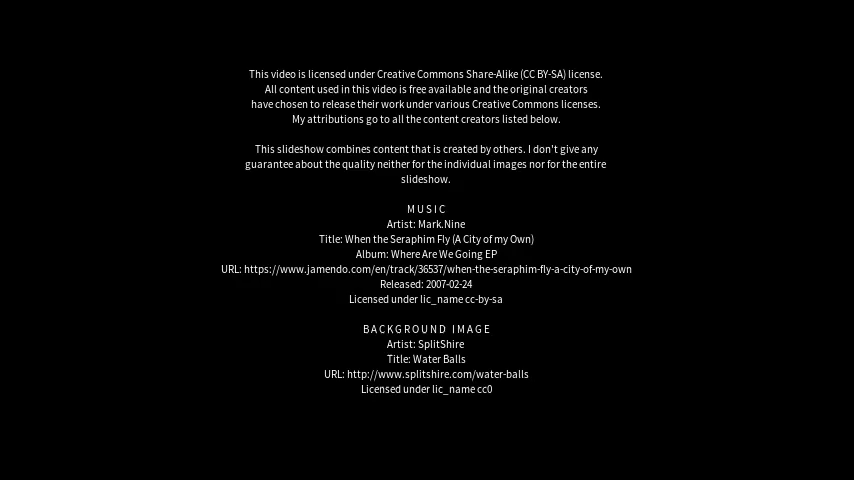 This video is licensed under Creative Commons Share-Alike (CC BY-SA) license.
All content used in this video is free available and the original creators
have chosen to release their work under various Creative Commons licenses.
My attributions go to all the content creators listed below.
This slideshow combines content that is created by others. I don't give any
guarantee about the quality neither for the individual images nor for the entire
slideshow.
MUSIC
Artist: Mark.Nine
Title: When the Seraphim Fly (A City of my Own)
Album: Where Are We Going EP
URL: https://www.jamendo.com/en/track/36537/when-the-seraphim-fly-a-city-of-my-own
Released: 2007-02-24
Licensed under lic_name cc-by-sa
BACKGROUND IMAGE
Artist: SplitShire
Title: Water Balls
URL: http://www.splitshire.com/water-balls
Licensed under lic_name cc0